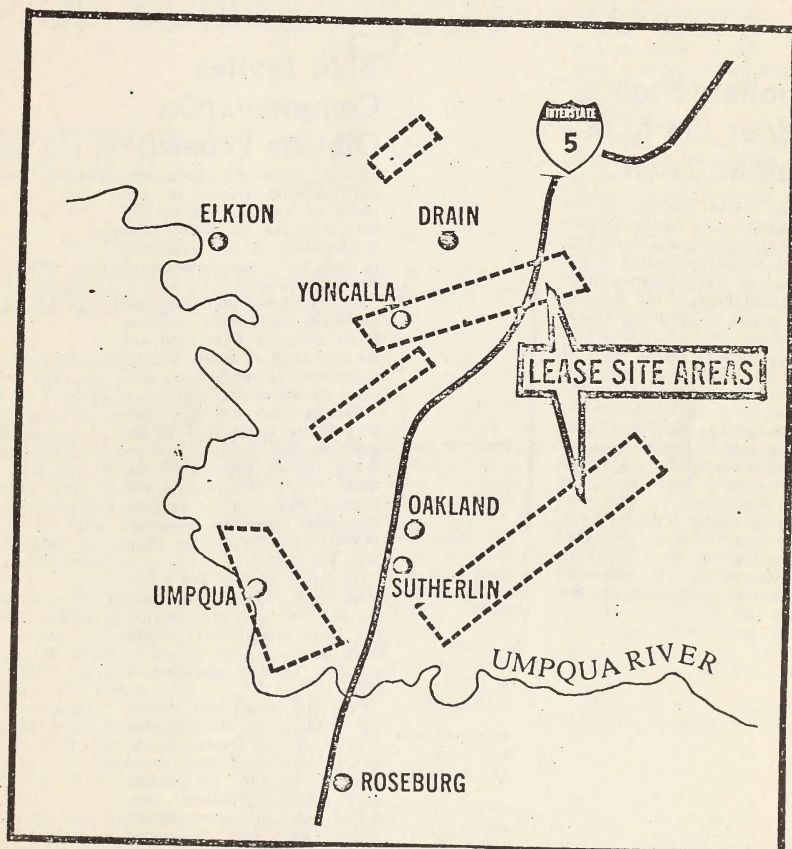 INTERSTATE
5
ELKTON
DRAIN
YONCALLA
LEASE SITE AREAS
OAKLAND
SUTHERLIN
UMPQUA
UMPQUA RIVER
ROSEBURG